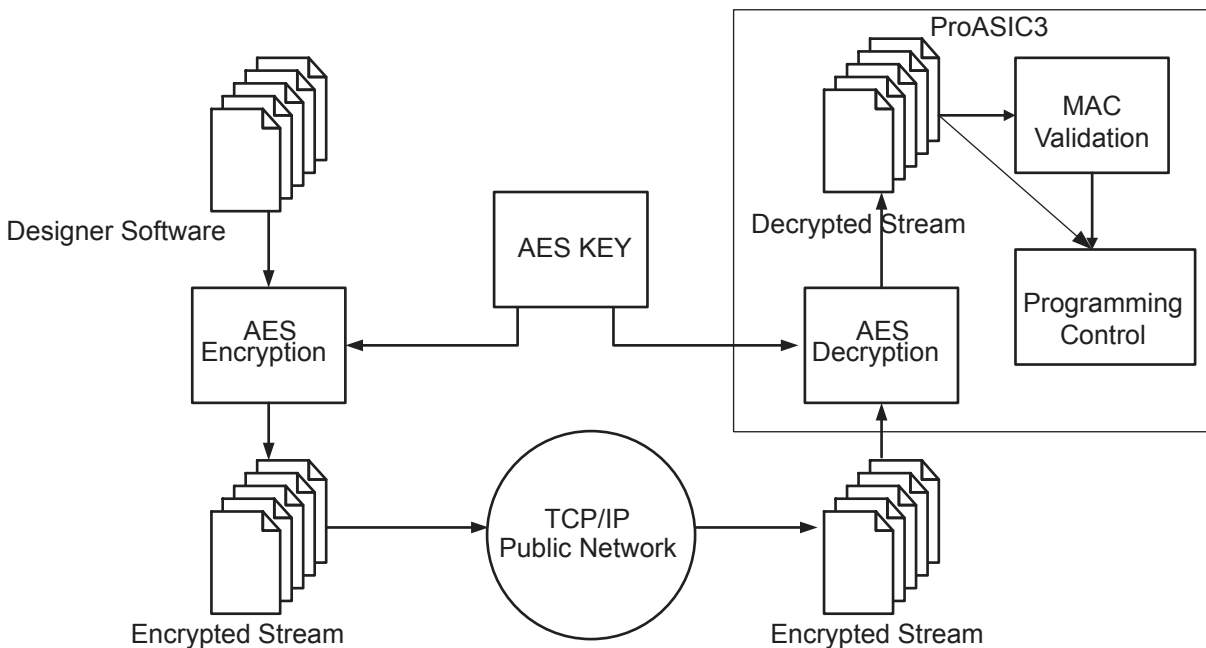 ProASIC3
MAC
Validation
Designer Software
AES KEY
Decrypted Stream
AES
Encryption
AES
Decryption
Programming
Control
TCP/IP
Public Network
Encrypted Stream
Encrypted Stream